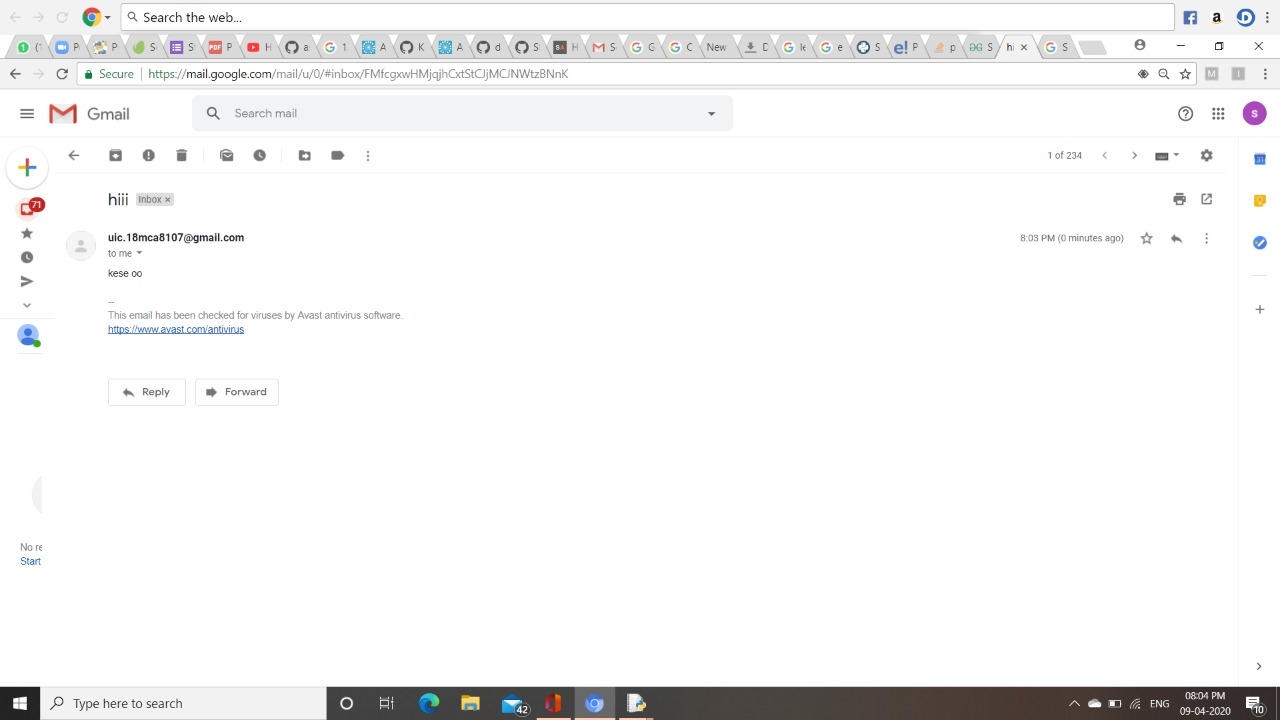 Search the web...
Secure https://mail.google.com/mail/u/0/#inbox/
Gmail
Search mail
S
1 of 234
71
hiii Inbox ×
uic.18mca8107@gmail.com
8:03 PM (0 minutes ago)
to me
kese oo
--
This email has been checked for viruses by Avast antivirus software.
https://www.avast.com/antivirus
Reply Forward
No re
Start
Type here to search
42
ENG
08:04 PM
09-04-2020
10